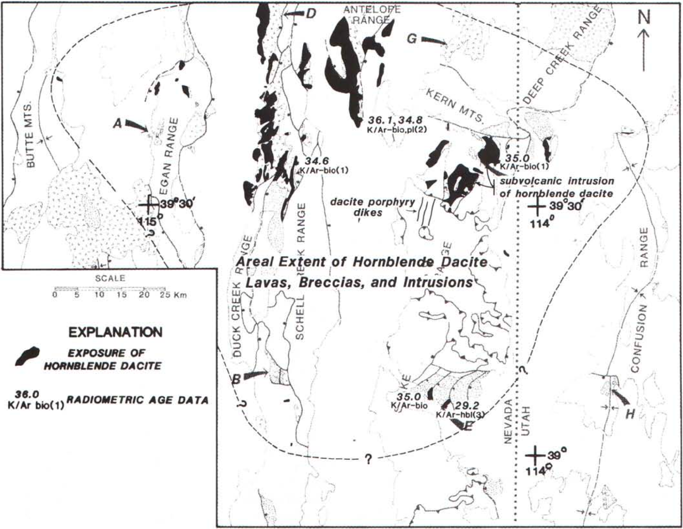 D
ANTELOPE
RANGE
G
N
DEEP CREEK RANGE
KERN MTS.
BUTTE MTS.
A
EGAN RANGE
36.1, 34.8
K/Ar-bio,pl(2)
34.6
K/Ar-bio(1)
35.0
K/Ar-bio(1)
subvolcanic intrusion
of hornblende dacite
dacite porphyry
dikes
39°30'
115°
?
39°30'
114°
SCHELL CREEK RANGE
DUCK CREEK RANGE
SNAKE RANGE
CONFUSION RANGE
Areal Extent of Hornblende Dacite
Lavas, Breccias, and Intrusions
SCALE
0 5 10 15 20 25 Km
EXPLANATION
EXPOSURE OF
HORNBLENDE DACITE
36.0
K/Ar bio(1) RADIOMETRIC AGE DATA
B
?
35.0
K/Ar-bio
29.2
K/Ar-hbl(3)
E
?
H
NEVADA
UTAH
39°
114°
?